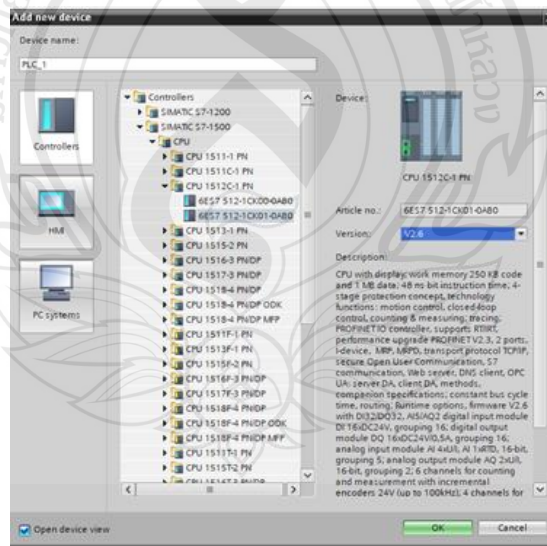 Add new device
Device name:
PLC_1
Controllers
HMI
PC systems
Controllers
SIMATIC S7-1200
SIMATIC S7-1500
CPU
CPU 1511-1 PN
CPU 1511C-1 PN
CPU 1512C-1 PN
6ES7 512-1CK00-0AB0
6ES7 512-1CK01-0AB0
CPU 1513-1 PN
CPU 1515-2 PN
CPU 1516-3 PN/DP
CPU 1517-3 PN/DP
CPU 1518-4 PN/DP
CPU 1518-4 PN/DP ODK
CPU 1518-4 PN/DP MFP
CPU 1511F-1 PN
CPU 1513F-1 PN
CPU 1515F-2 PN
CPU 1516F-3 PN/DP
CPU 1517F-3 PN/DP
CPU 1518F-4 PN/DP
CPU 1518F-4 PN/DP ODK
CPU 1518F-4 PN/DP MFP
CPU 1511T-1 PN
CPU 1515T-2 PN
CPU 1516T-3 PN/DP
Device:
CPU 1512C-1 PN
Article no.: 6ES7 512-1CK01-0AB0
Version: V2.6
Description:
CPU with display; work memory 250 KB code
and 1 MB data; 48 ns bit instruction time; 4-
stage protection concept, technology
functions: motion control, closed-loop
control, counting & measuring; tracing;
PROFINET IO controller, supports RT/IRT,
performance upgrade PROFINET V2.3, 2 ports,
I-device, MRP, MRPD, transport protocol TCP/IP,
secure Open User Communication, S7
communication, Web server, DNS client, OPC
UA: server DA, client DA, methods,
companion specifications; constant bus cycle
time, routing; Runtime options, firmware V2.6
with DI32/DQ32, AI5/AQ2 digital input module
DI 16xDC24V, grouping 16; digital output
module DQ 16xDC24V/0,5A, grouping 16;
analog input module AI 4xU/I, AI 1xRTD, 16-bit,
grouping 5; analog output module AQ 2xU/I,
16-bit, grouping 2; 6 channels for counting
and measurement with incremental
encoders 24V (up to 100kHz); 4 channels for
Open device view
OK
Cancel